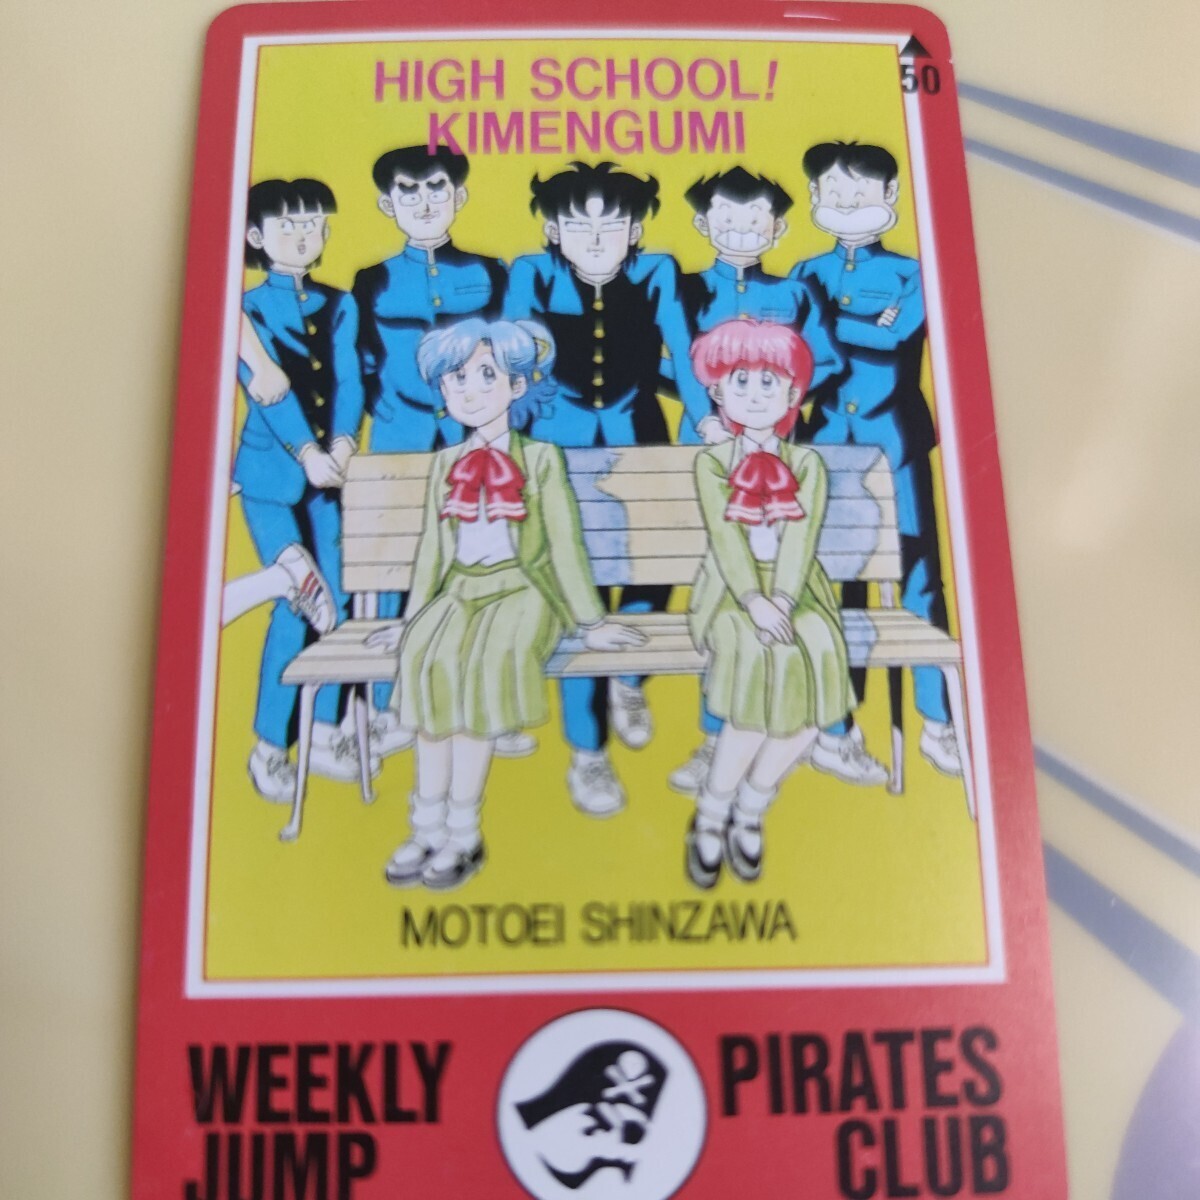 HIGH SCHOOL!
KIMENGUMI
50
MOTOEI SHINZAWA
WEEKLY
JUMP
PIRATES
CLUB